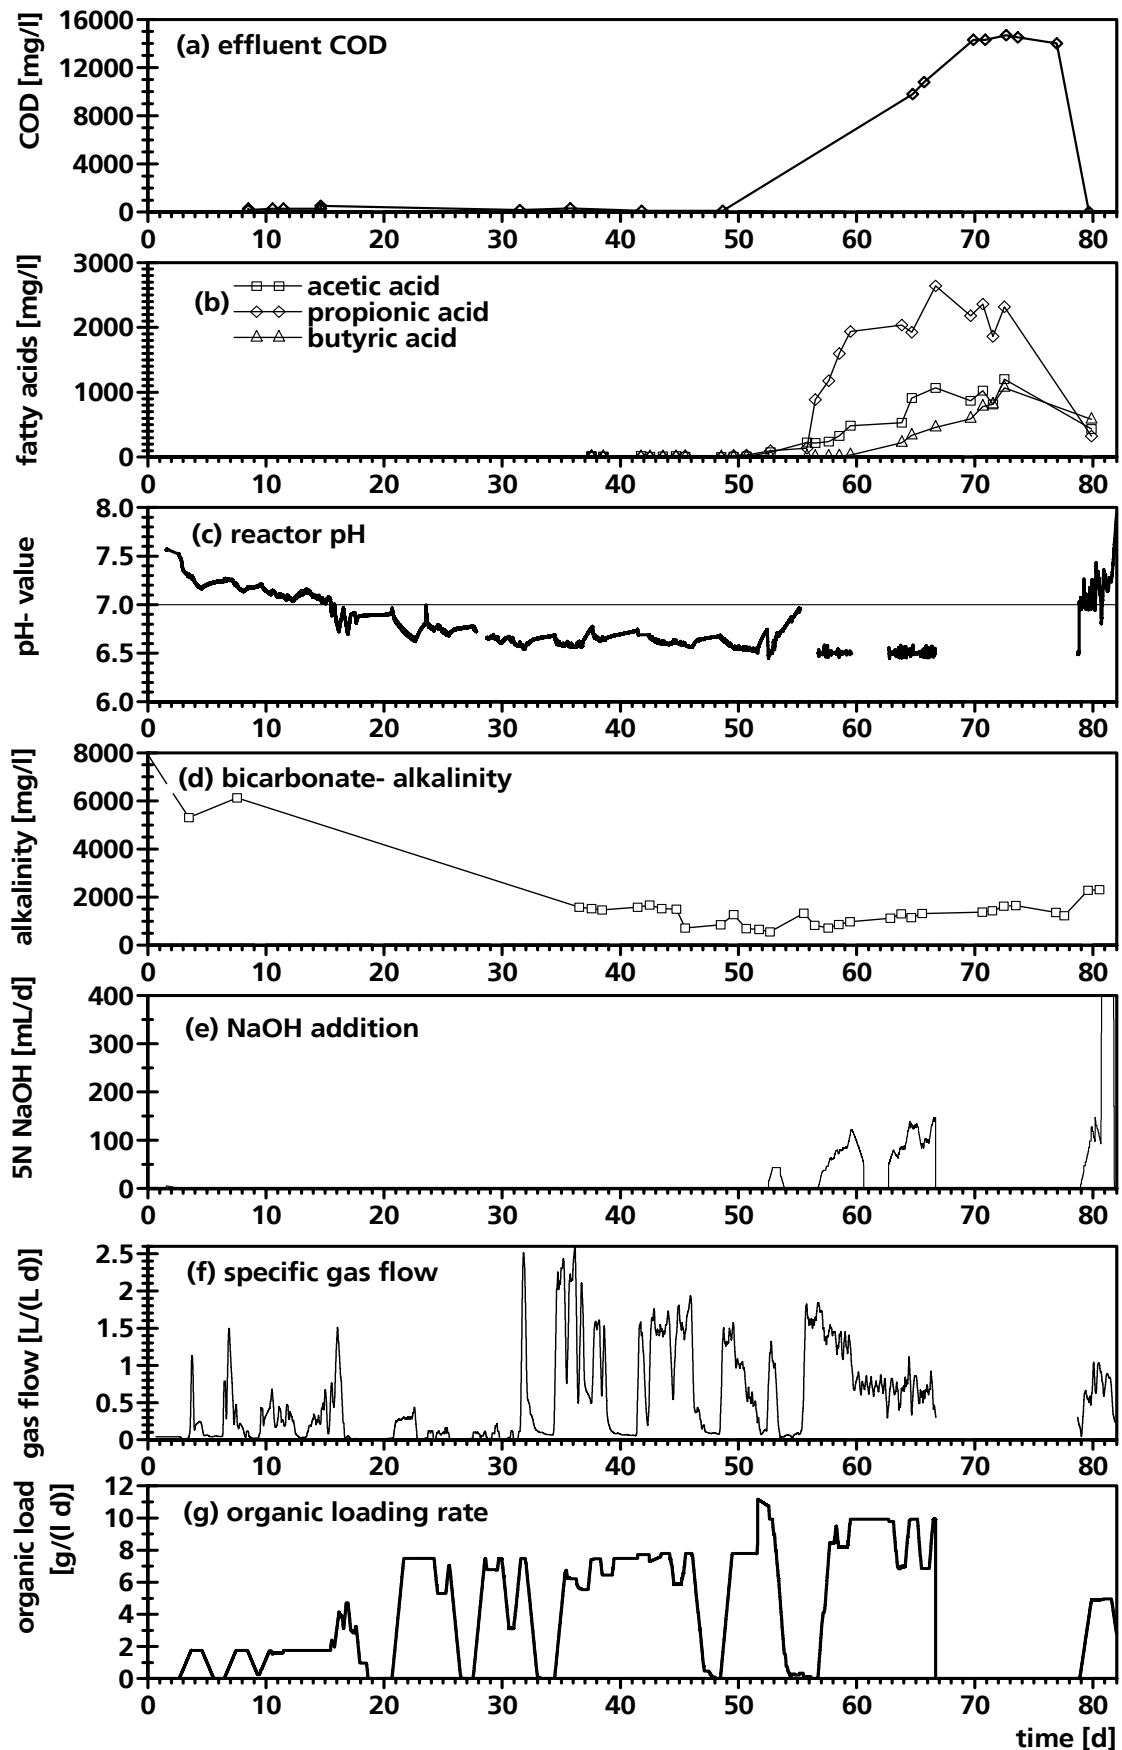 COD [mg/l]
16000
12000
8000
4000
0
(a) effluent COD
0 10 20 30 40 50 60 70 80
fatty acids [mg/l]
3000
2000
1000
0
(b)
acetic acid
propionic acid
butyric acid
0 10 20 30 40 50 60 70 80
pH- value
8.0
7.5
7.0
6.5
6.0
(c) reactor pH
0 10 20 30 40 50 60 70 80
alkalinity [mg/l]
8000
6000
4000
2000
0
(d) bicarbonate- alkalinity
0 10 20 30 40 50 60 70 80
5N NaOH [mL/d]
400
300
200
100
0
(e) NaOH addition
0 10 20 30 40 50 60 70 80
gas flow [L/(L d)]
2.5
2
1.5
1
0.5
0
(f) specific gas flow
0 10 20 30 40 50 60 70 80
organic load
[g/(l d)]
12
10
8
6
4
2
0
(g) organic loading rate
0 10 20 30 40 50 60 70 80
time [d]